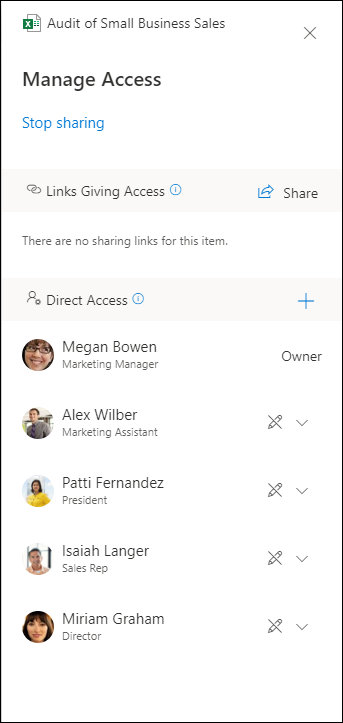 Audit of Small Business Sales
Manage Access
Stop sharing
Links Giving Access
Share
There are no sharing links for this item.
Direct Access
Megan Bowen
Marketing Manager
Owner
Alex Wilber
Marketing Assistant
Patti Fernandez
President
Isaiah Langer
Sales Rep
Miriam Graham
Director